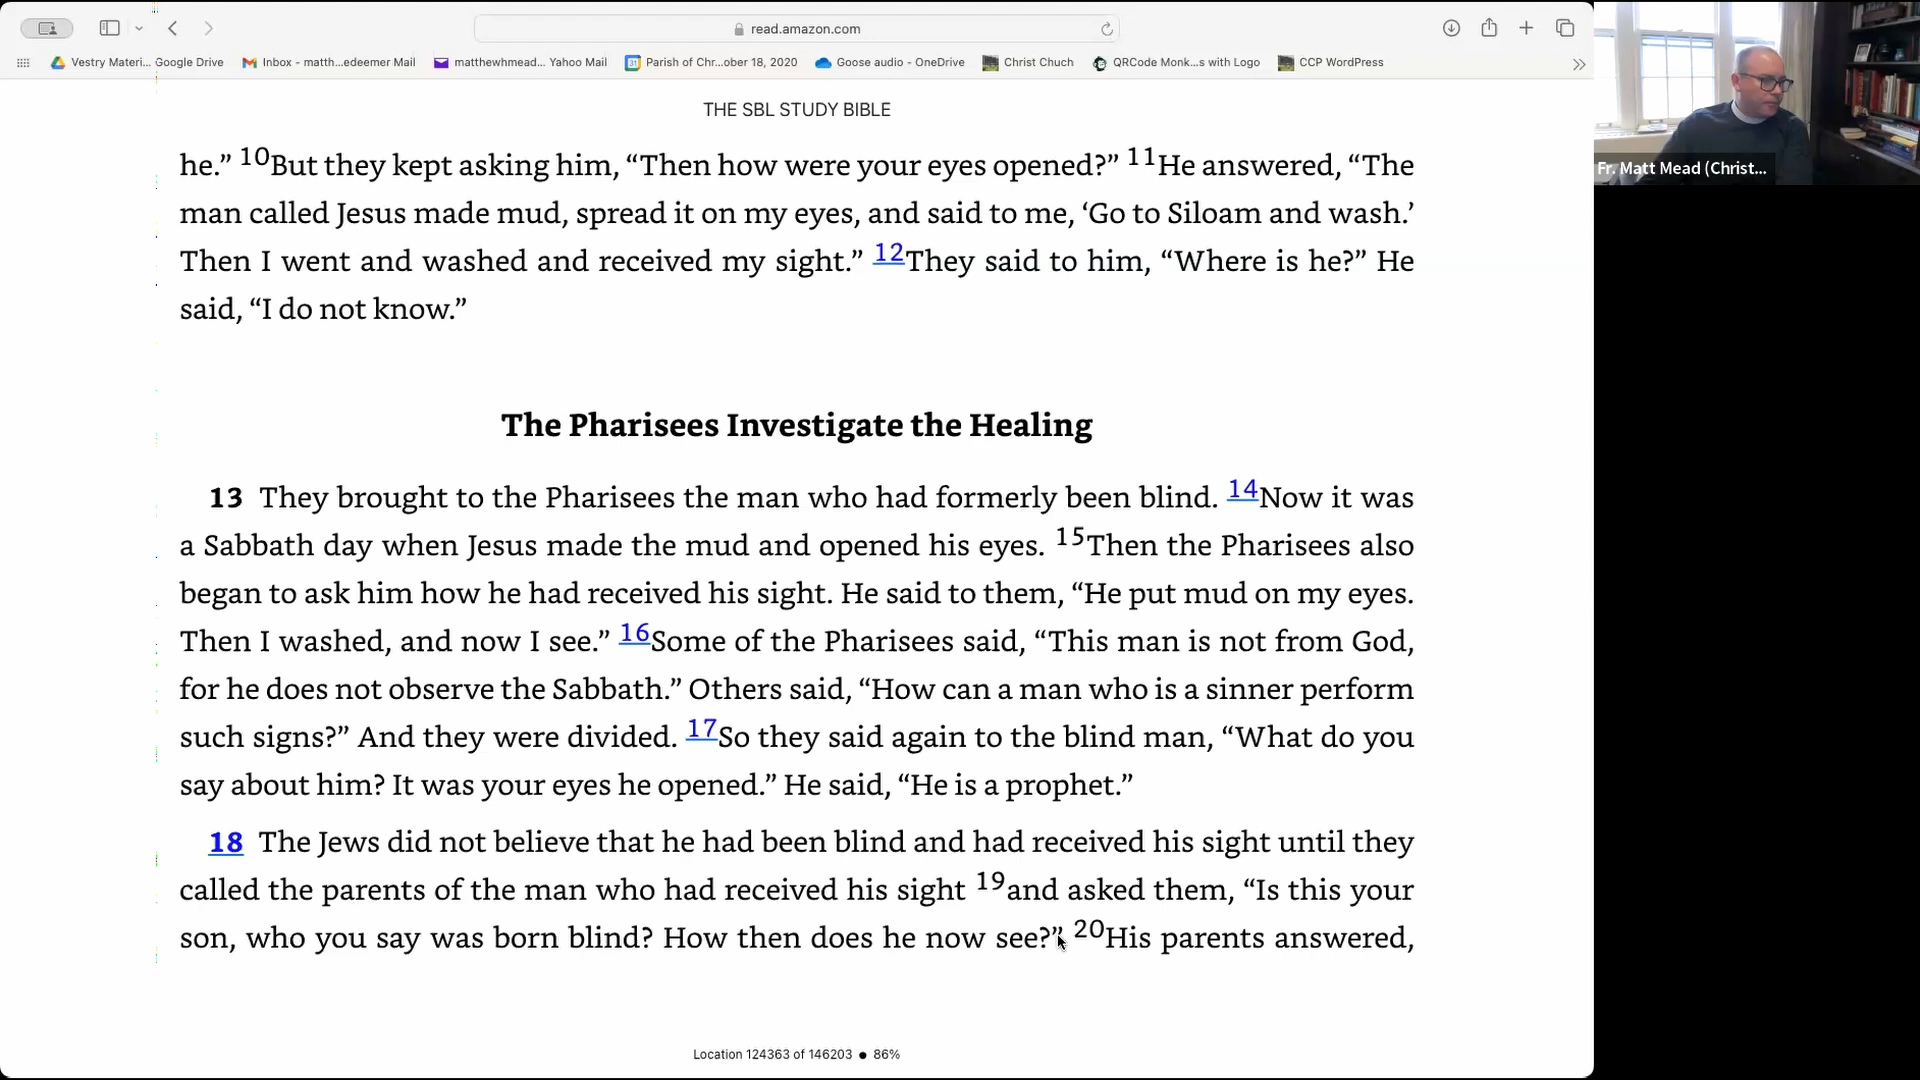 read.amazon.com
Vestry Materi... Google Drive
Inbox - matth...edeemer Mail
matthewhmead... Yahoo Mail
Parish of Chr...ober 18, 2020
Goose audio - OneDrive
Christ Chuch
QRCode Monk...s with Logo
CCP WordPress
Fr. Matt Mead (Christ...
THE SBL STUDY BIBLE
he.” 10But they kept asking him, “Then how were your eyes opened?” 11He answered, “The
man called Jesus made mud, spread it on my eyes, and said to me, ‘Go to Siloam and wash.’
Then I went and washed and received my sight.” 12They said to him, “Where is he?” He
said, “I do not know.”
The Pharisees Investigate the Healing
13 They brought to the Pharisees the man who had formerly been blind. 14Now it was
a Sabbath day when Jesus made the mud and opened his eyes. 15Then the Pharisees also
began to ask him how he had received his sight. He said to them, “He put mud on my eyes.
Then I washed, and now I see.” 16Some of the Pharisees said, “This man is not from God,
for he does not observe the Sabbath.” Others said, “How can a man who is a sinner perform
such signs?” And they were divided. 17So they said again to the blind man, “What do you
say about him? It was your eyes he opened.” He said, “He is a prophet.”
18 The Jews did not believe that he had been blind and had received his sight until they
called the parents of the man who had received his sight 19and asked them, “Is this your
son, who you say was born blind? How then does he now see?” 20His parents answered,
Location 124363 of 146203 ● 86%